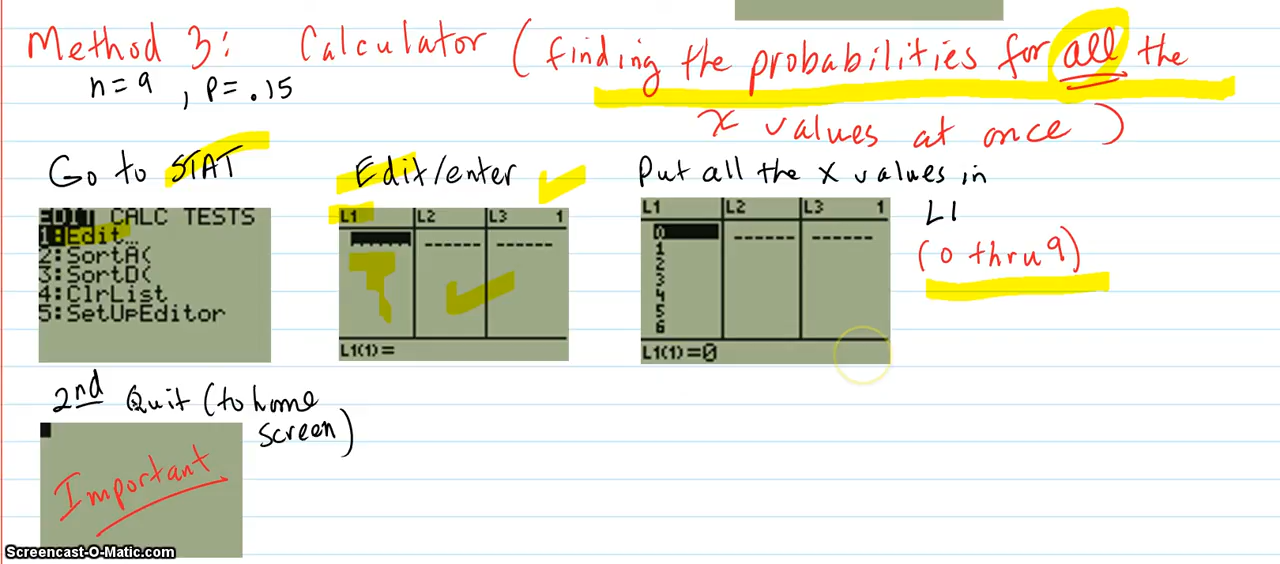 Method 3: Calculator (finding the probabilities for all the
x values at once)
n=9, p=.15
Go to STAT
EDIT CALC TESTS
1:Edit…
2:SortA(
3:SortD(
4:ClrList
5:SetUpEditor
Edit/enter
L1 L2 L3 1
------ ------
L1(1)=
Put all the x values in
L1
(0 thru 9)
L1 L2 L3 1
0 ------ ------
1
2
3
4
5
6
L1(1)=0
2nd Quit (to home
screen)
Important
Screencast-O-Matic.com